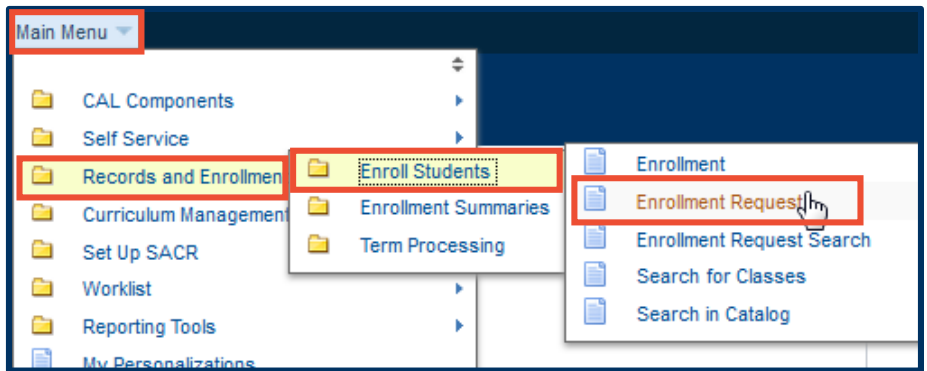 Main Menu
CAL Components
Self Service
Records and Enrollmen
Curriculum Management
Set Up SACR
Worklist
Reporting Tools
My Personalizations
Enroll Students
Enrollment Summaries
Term Processing
Enrollment
Enrollment Request
Enrollment Request Search
Search for Classes
Search in Catalog